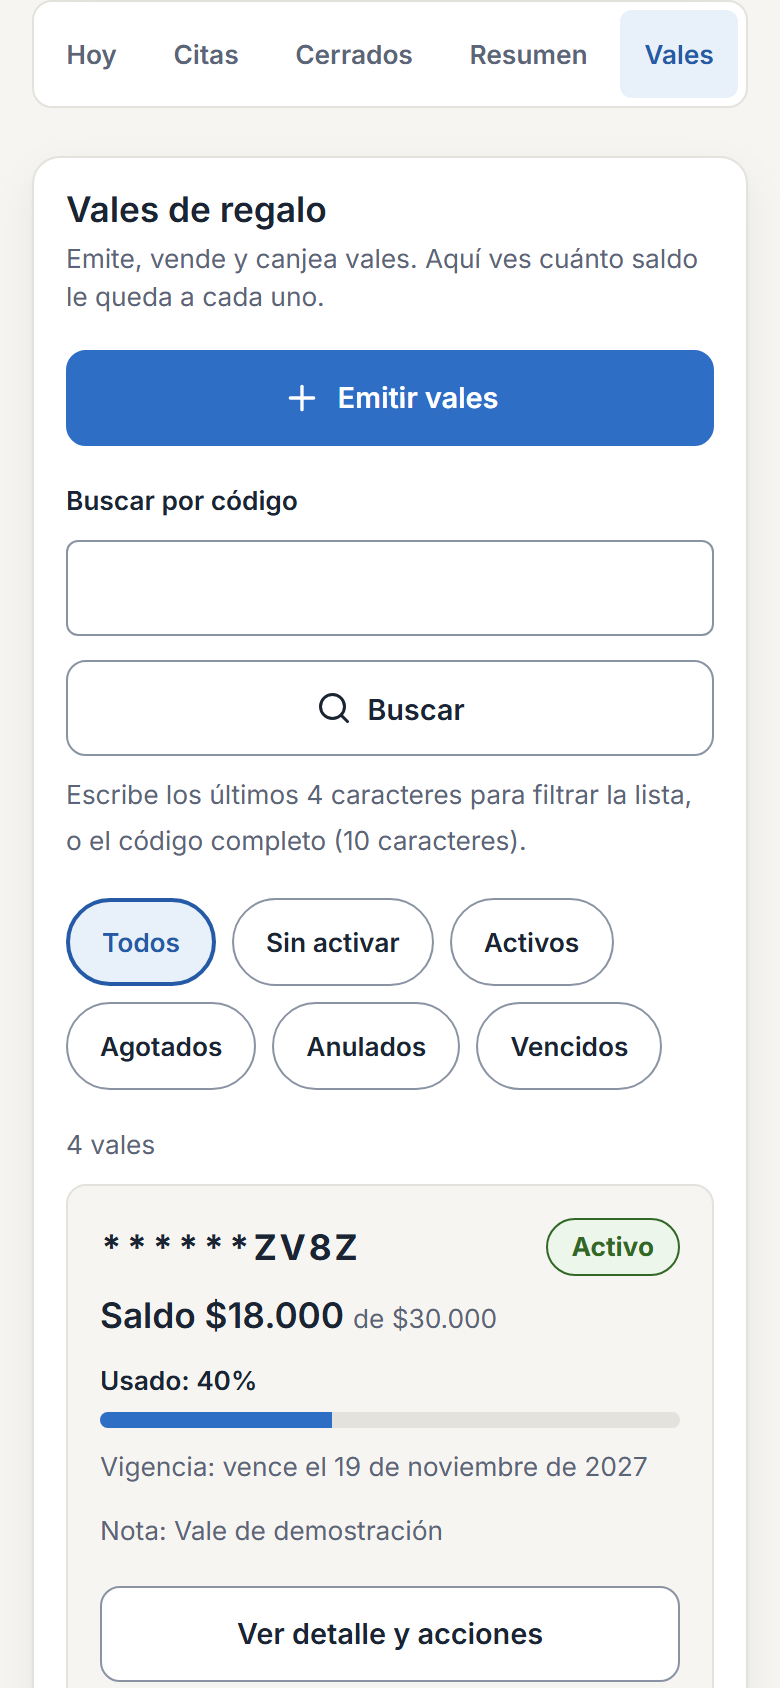 Hoy Citas Cerrados Resumen Vales
Vales de regalo
Emite, vende y canjea vales. Aquí ves cuánto saldo
le queda a cada uno.
Emitir vales
Buscar por código
Buscar
Escribe los últimos 4 caracteres para filtrar la lista,
o el código completo (10 caracteres).
Todos Sin activar Activos
Agotados Anulados Vencidos
4 vales
******ZV8Z Activo
Saldo $18.000 de $30.000
Usado: 40%
Vigencia: vence el 19 de noviembre de 2027
Nota: Vale de demostración
Ver detalle y acciones